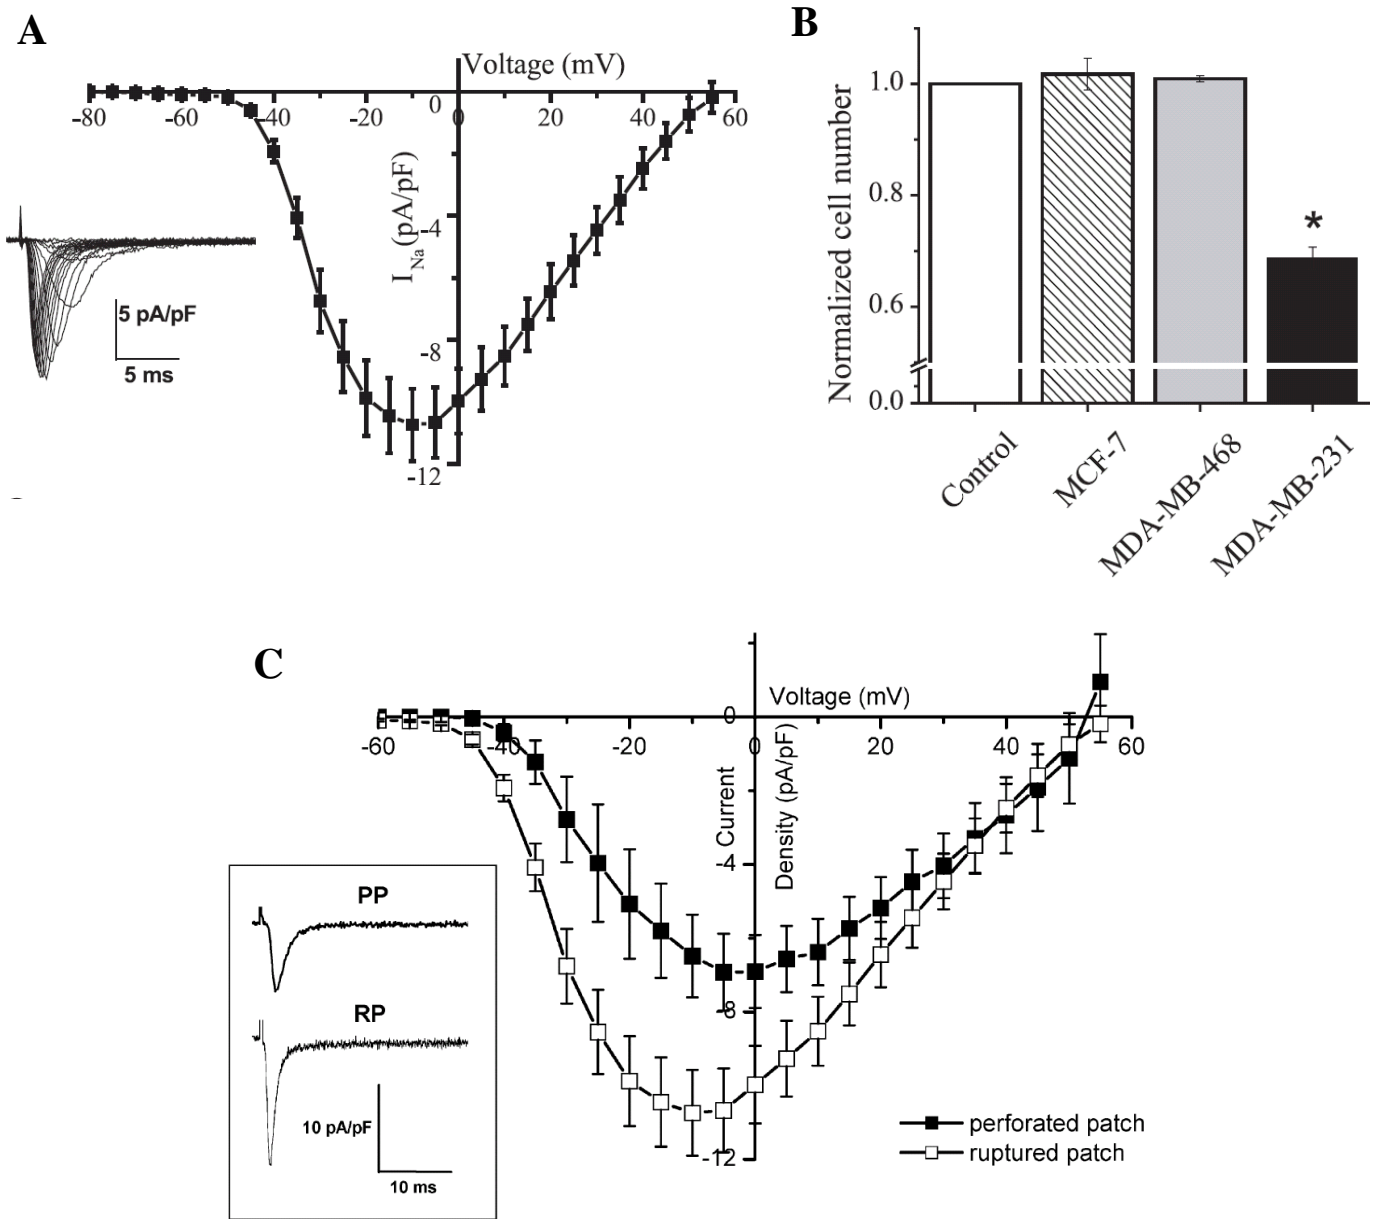 A
Voltage (mV)
-80 -60 -40 -20 0 0 20 40 60
I Na (pA/pF)
-4
-8
-12
5 pA/pF
5 ms
B
Normalized cell number
1.0
0.8
0.6
0.0
*
Control
MCF-7
MDA-MB-468
MDA-MB-231
C
Voltage (mV)
0
-60 -40 -20 0 20 40 60
Current
Density (pA/pF)
-4
-8
-12
PP
RP
10 pA/pF
10 ms
perforated patch
ruptured patch